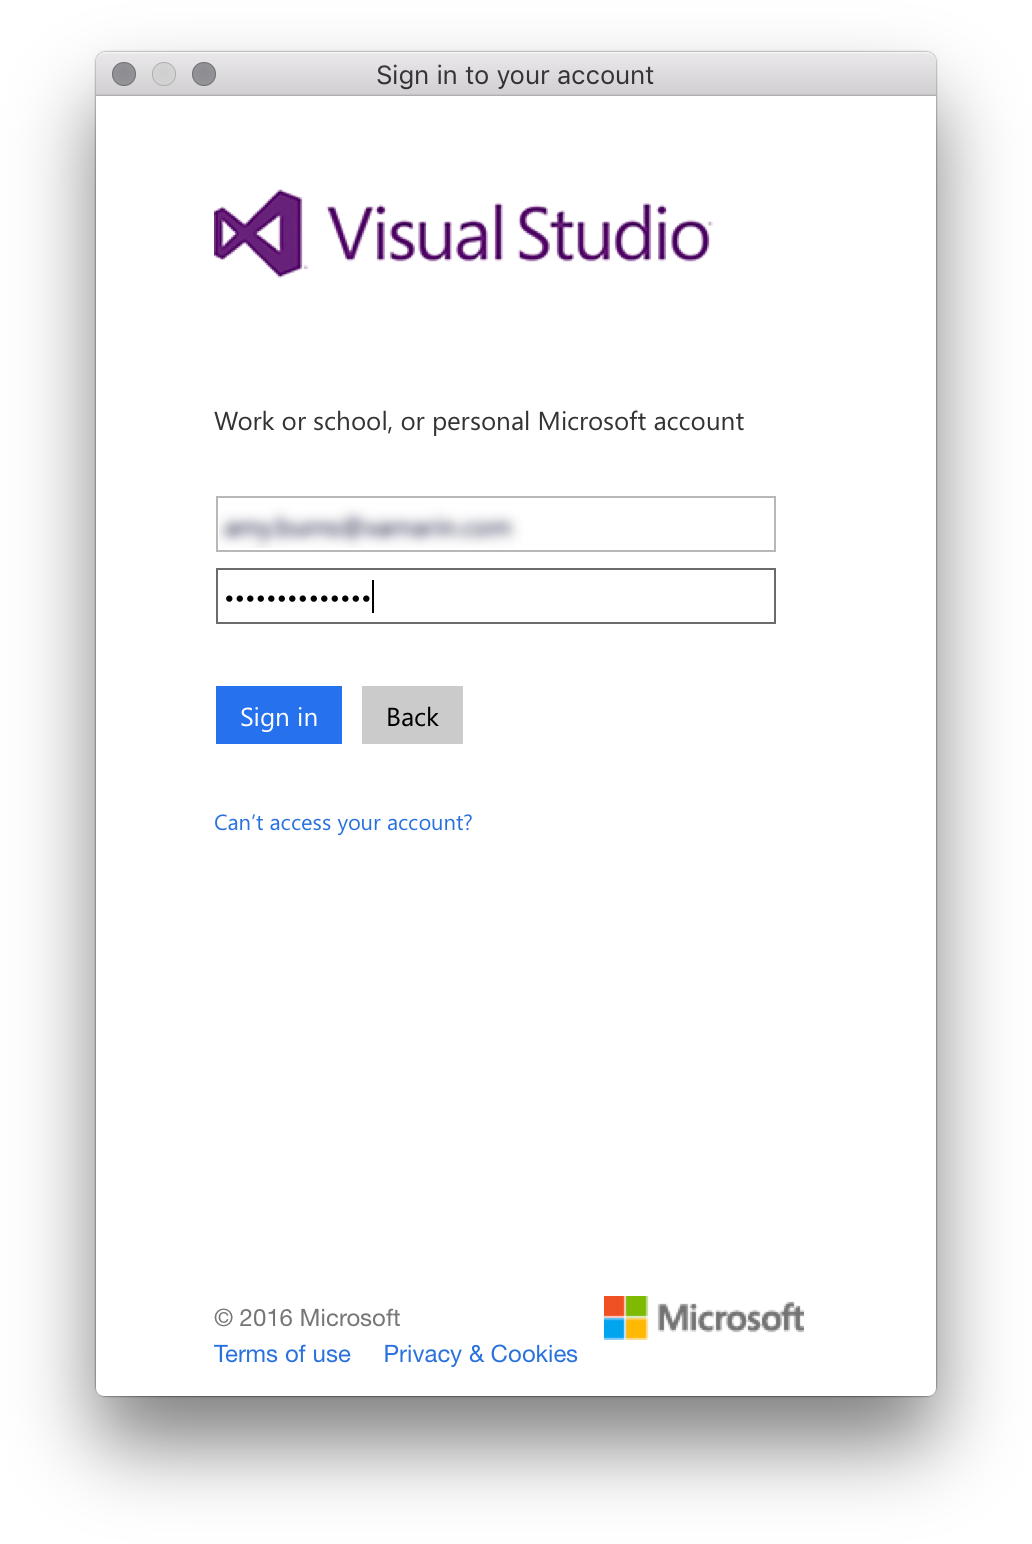 Sign in to your account
Visual Studio
Work or school, or personal Microsoft account
••••••••••••••
Sign in Back
Can't access your account?
© 2016 Microsoft
Microsoft
Terms of use Privacy & Cookies